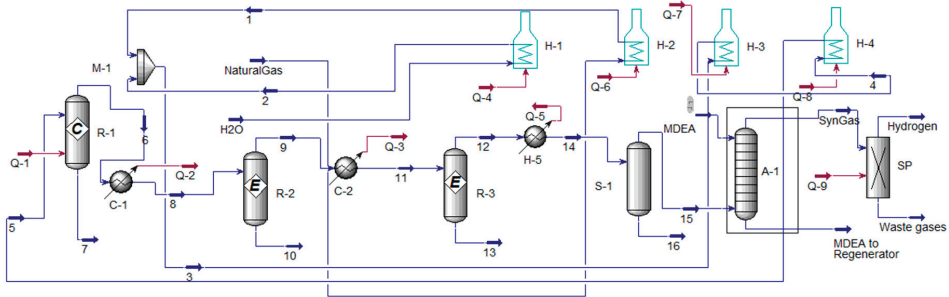 1
Q-7
H-1
H-2
H-3
H-4
M-1
NaturalGas
2
Q-4
Q-6
Q-8
4
C
R-1
6
H2O
Q-5
MDEA
SynGas
Hydrogen
Q-1
Q-2
9
Q-3
12
H-5
14
E
R-2
C-1
8
C-2
11
E
R-3
S-1
A-1
SP
Q-9
5
7
10
13
15
16
MDEA to
Regenerator
Waste gases
3